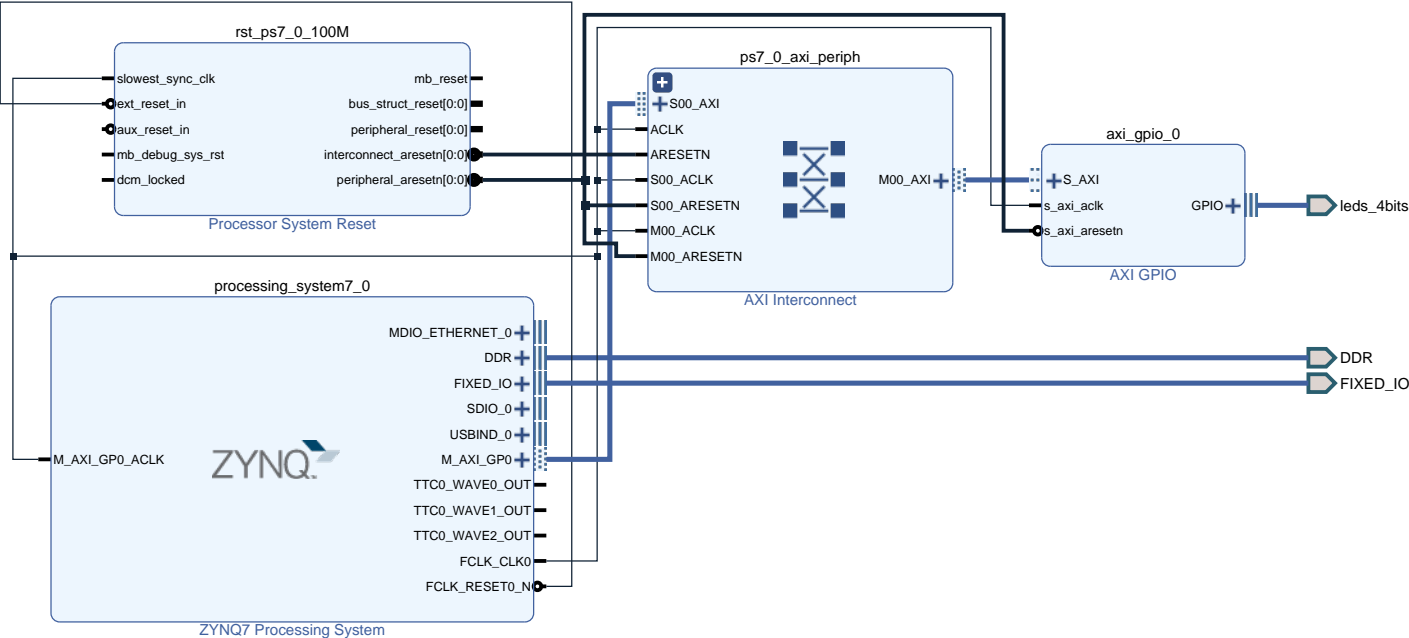 rst_ps7_0_100M
slowest_sync_clk
ext_reset_in
aux_reset_in
mb_debug_sys_rst
dcm_locked
mb_reset
bus_struct_reset[0:0]
peripheral_reset[0:0]
interconnect_aresetn[0:0]
peripheral_aresetn[0:0]
Processor System Reset
ps7_0_axi_periph
S00_AXI
ACLK
ARESETN
S00_ACLK
S00_ARESETN
M00_ACLK
M00_ARESETN
M00_AXI
AXI Interconnect
axi_gpio_0
S_AXI
s_axi_aclk
s_axi_aresetn
GPIO
AXI GPIO
leds_4bits
processing_system7_0
M_AXI_GP0_ACLK
ZYNQ
MDIO_ETHERNET_0
DDR
FIXED_IO
SDIO_0
USBIND_0
M_AXI_GP0
TTC0_WAVE0_OUT
TTC0_WAVE1_OUT
TTC0_WAVE2_OUT
FCLK_CLK0
FCLK_RESET0_N
ZYNQ7 Processing System
DDR
FIXED_IO